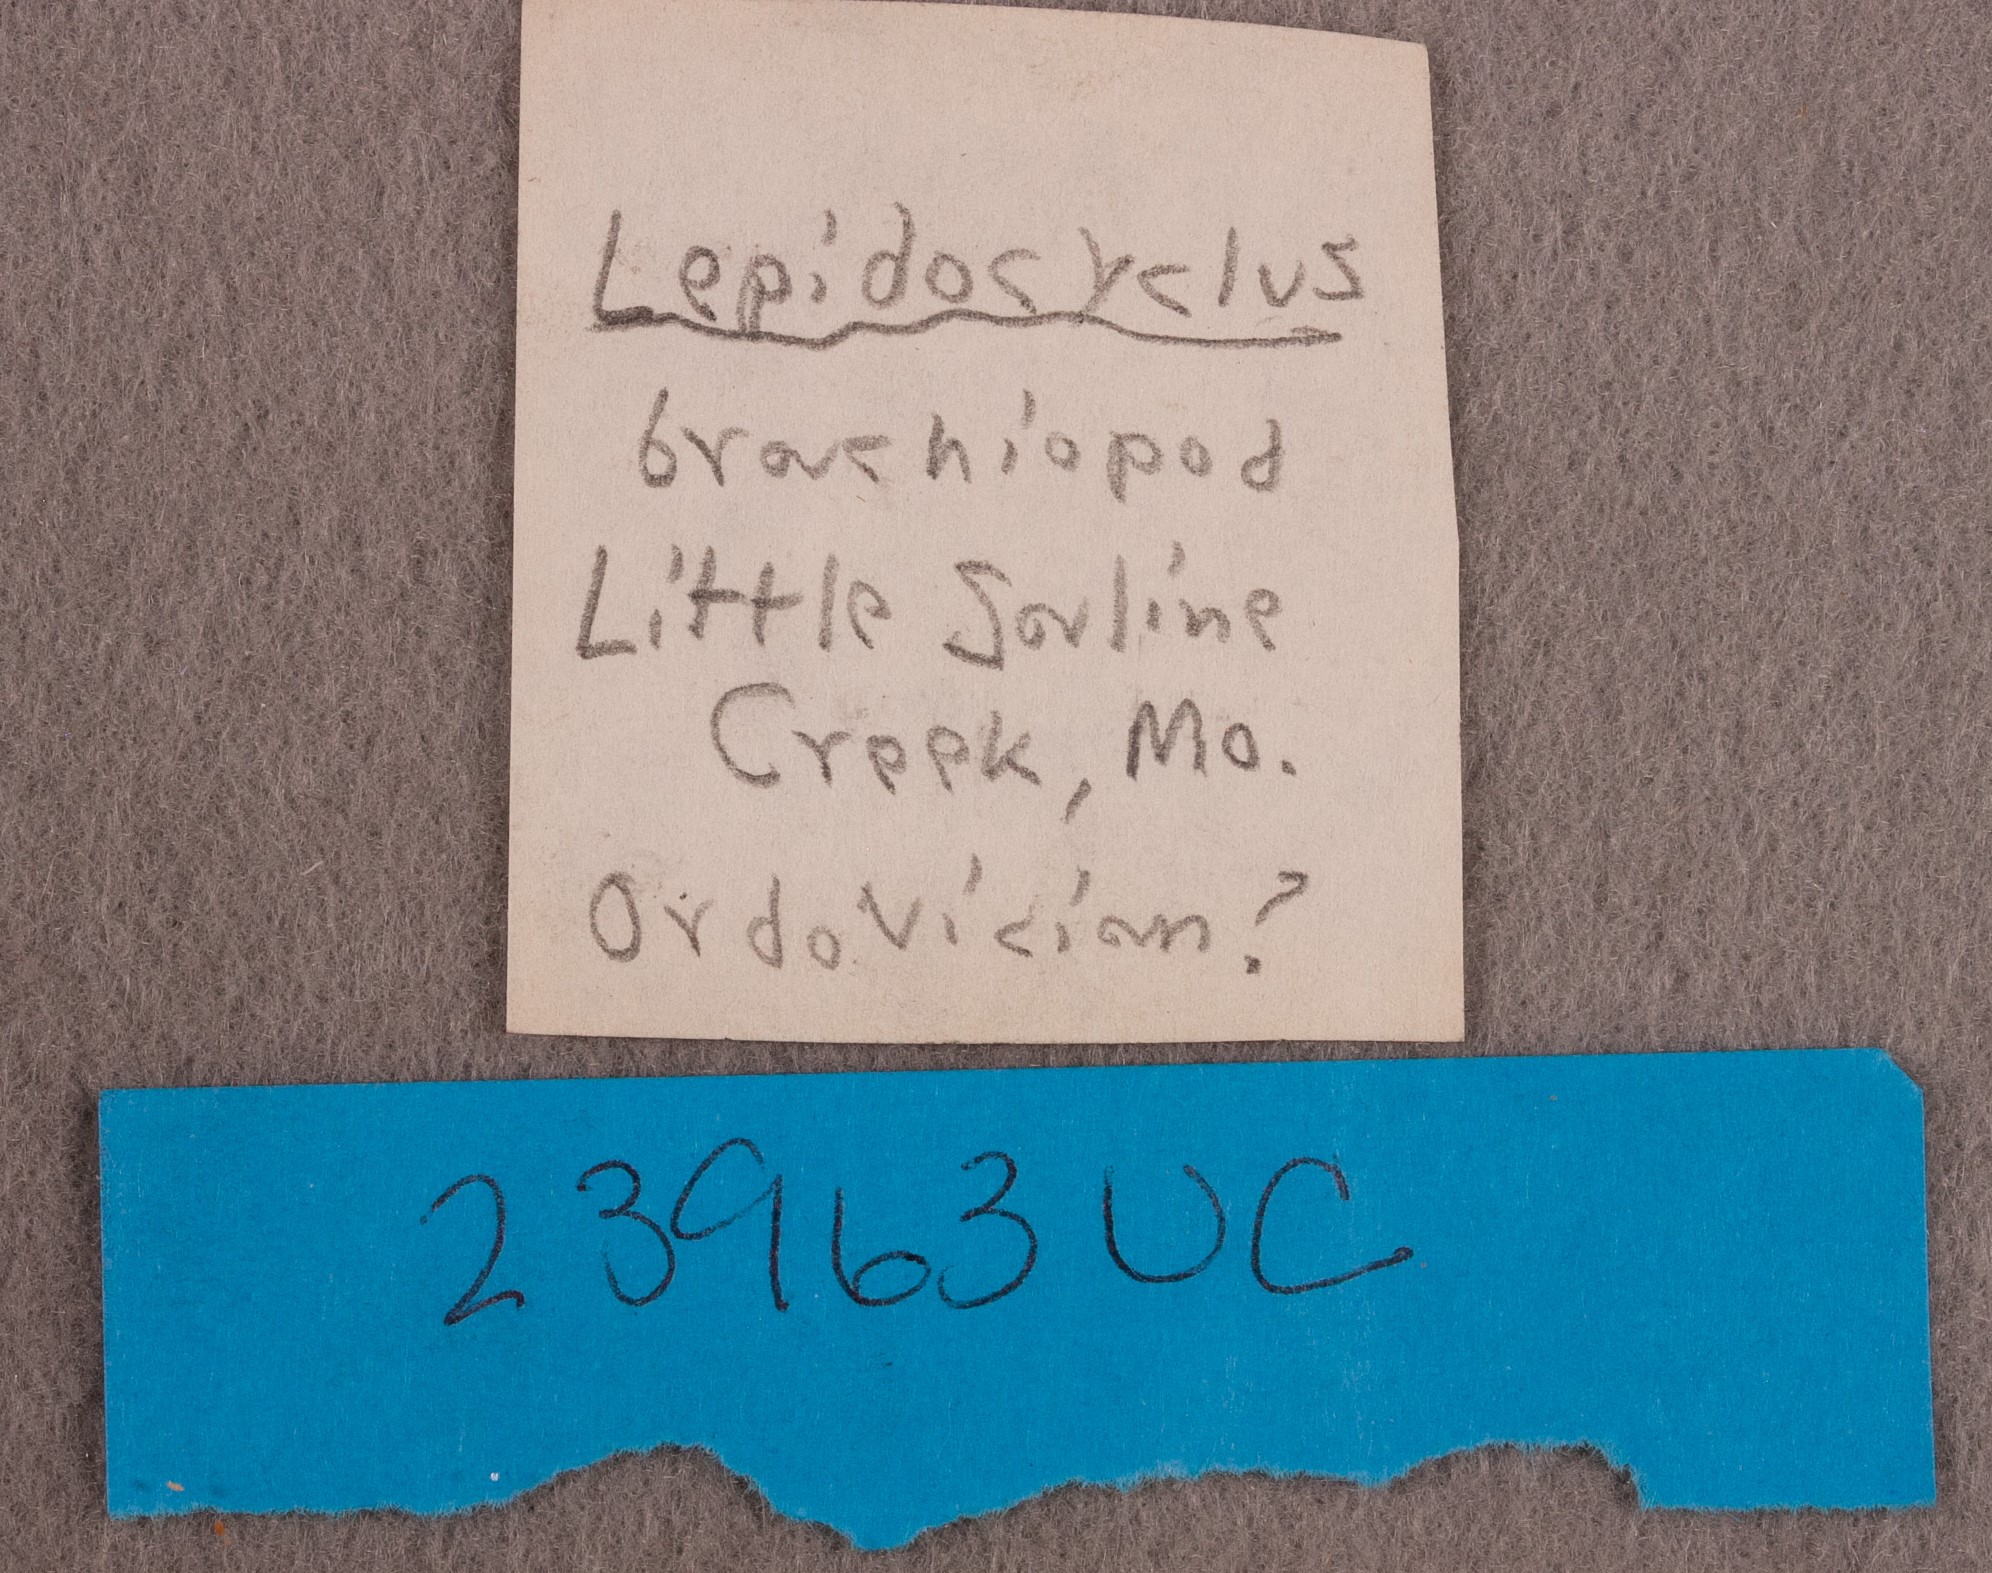 Lepidocyclus
brachiopod
Little Saline
Creek, Mo.
Ordovician?
23963UC